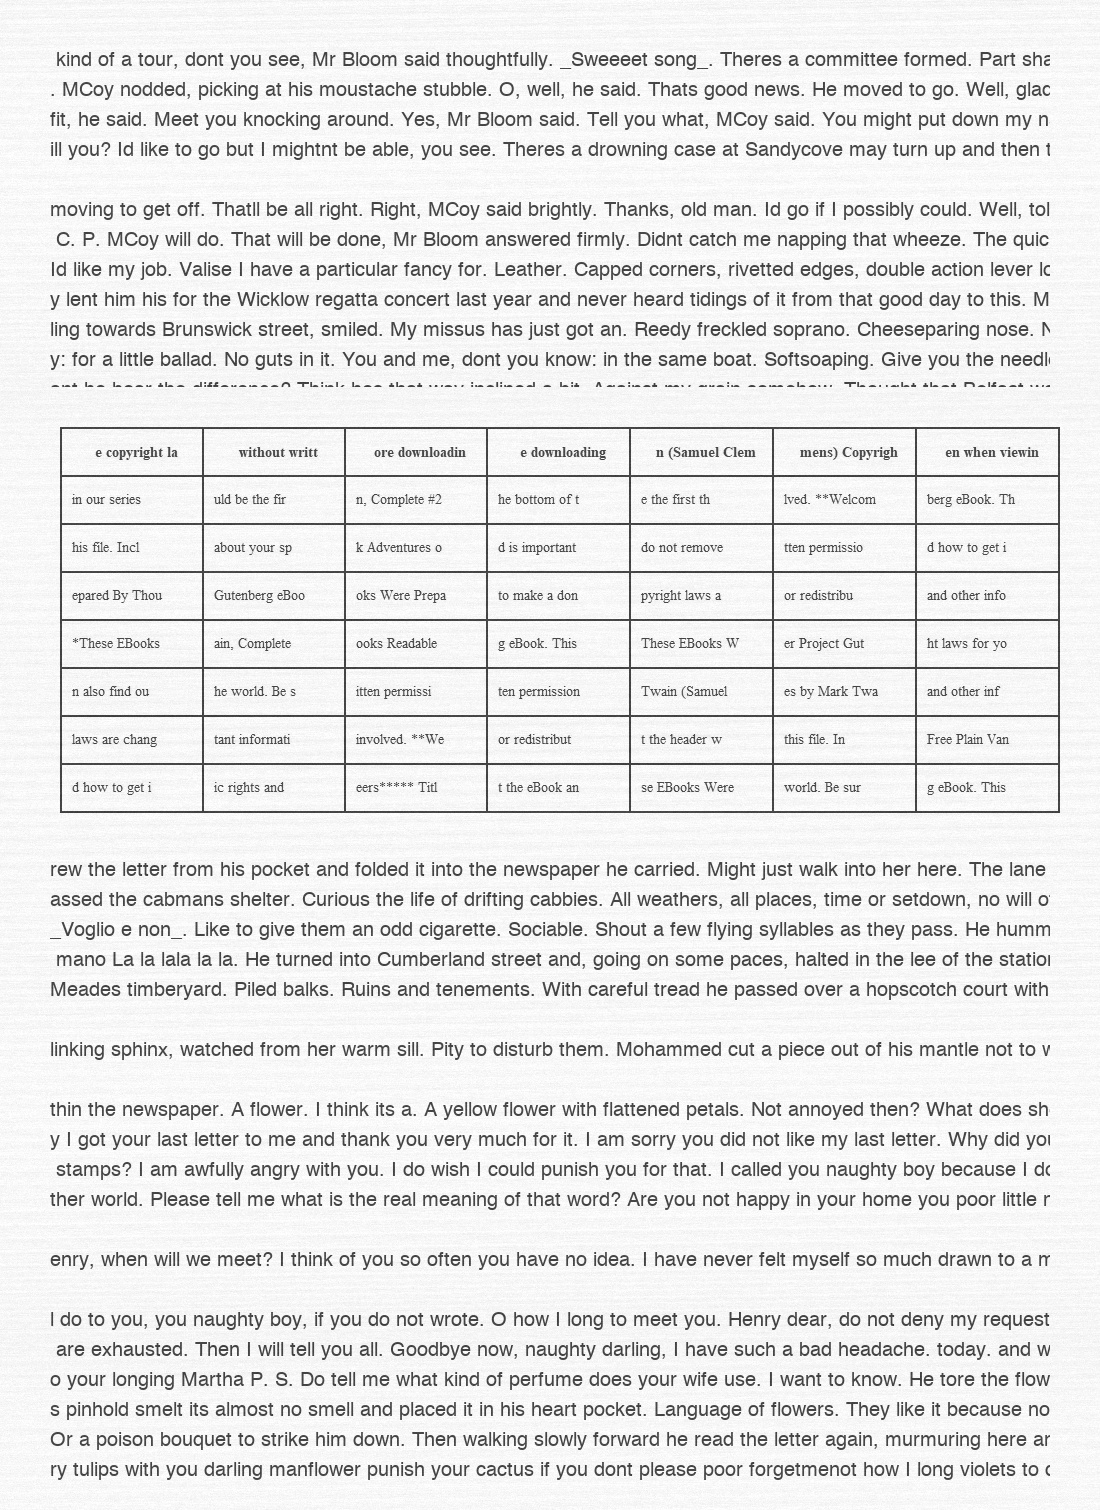 kind of a tour, dont you see, Mr Bloom said thoughtfully. _Sweeeet song_. Theres a committee formed. Part sha
. MCoy nodded, picking at his moustache stubble. O, well, he said. Thats good news. He moved to go. Well, glad
fit, he said. Meet you knocking around. Yes, Mr Bloom said. Tell you what, MCoy said. You might put down my n
ill you? Id like to go but I mightnt be able, you see. Theres a drowning case at Sandycove may turn up and then t
moving to get off. Thatll be all right. Right, MCoy said brightly. Thanks, old man. Id go if I possibly could. Well, tol
C. P. MCoy will do. That will be done, Mr Bloom answered firmly. Didnt catch me napping that wheeze. The quic
Id like my job. Valise I have a particular fancy for. Leather. Capped corners, rivetted edges, double action lever lo
y lent him his for the Wicklow regatta concert last year and never heard tidings of it from that good day to this. M
ling towards Brunswick street, smiled. My missus has just got an. Reedy freckled soprano. Cheeseparing nose. N
y: for a little ballad. No guts in it. You and me, dont you know: in the same boat. Softsoaping. Give you the needl
ant he hear the difference? Think hes that way inclined a bit. Against my grain somehow. Thought that Belfast wo
e copyright la without writt ore downloadin e downloading n (Samuel Clem mens) Copyrigh en when viewin
in our series uld be the fir n, Complete #2 he bottom of t e the first th lved. **Welcom berg eBook. Th
his file. Incl about your sp k Adventures o d is important do not remove tten permissio d how to get i
epared By Thou Gutenberg eBoo oks Were Prepa to make a don pyright laws a or redistribu and other info
*These EBooks ain, Complete ooks Readable g eBook. This These EBooks W er Project Gut ht laws for yo
n also find ou he world. Be s itten permissi ten permission Twain (Samuel es by Mark Twa and other inf
laws are chang tant informati involved. **We or redistribut t the header w this file. In Free Plain Van
d how to get i ic rights and eers***** Titl t the eBook an se EBooks Were world. Be sur g eBook. This
rew the letter from his pocket and folded it into the newspaper he carried. Might just walk into her here. The lane
assed the cabmans shelter. Curious the life of drifting cabbies. All weathers, all places, time or setdown, no will o
_Voglio e non_. Like to give them an odd cigarette. Sociable. Shout a few flying syllables as they pass. He humm
mano La la lala la la. He turned into Cumberland street and, going on some paces, halted in the lee of the station
Meades timberyard. Piled balks. Ruins and tenements. With careful tread he passed over a hopscotch court with
linking sphinx, watched from her warm sill. Pity to disturb them. Mohammed cut a piece out of his mantle not to w
thin the newspaper. A flower. I think its a. A yellow flower with flattened petals. Not annoyed then? What does sh
y I got your last letter to me and thank you very much for it. I am sorry you did not like my last letter. Why did you
stamps? I am awfully angry with you. I do wish I could punish you for that. I called you naughty boy because I do
ther world. Please tell me what is the real meaning of that word? Are you not happy in your home you poor little n
enry, when will we meet? I think of you so often you have no idea. I have never felt myself so much drawn to a m
l do to you, you naughty boy, if you do not wrote. O how I long to meet you. Henry dear, do not deny my request
are exhausted. Then I will tell you all. Goodbye now, naughty darling, I have such a bad headache. today. and w
o your longing Martha P. S. Do tell me what kind of perfume does your wife use. I want to know. He tore the flow
s pinhold smelt its almost no smell and placed it in his heart pocket. Language of flowers. They like it because no
Or a poison bouquet to strike him down. Then walking slowly forward he read the letter again, murmuring here an
ry tulips with you darling manflower punish your cactus if you dont please poor forgetmenot how I long violets to d